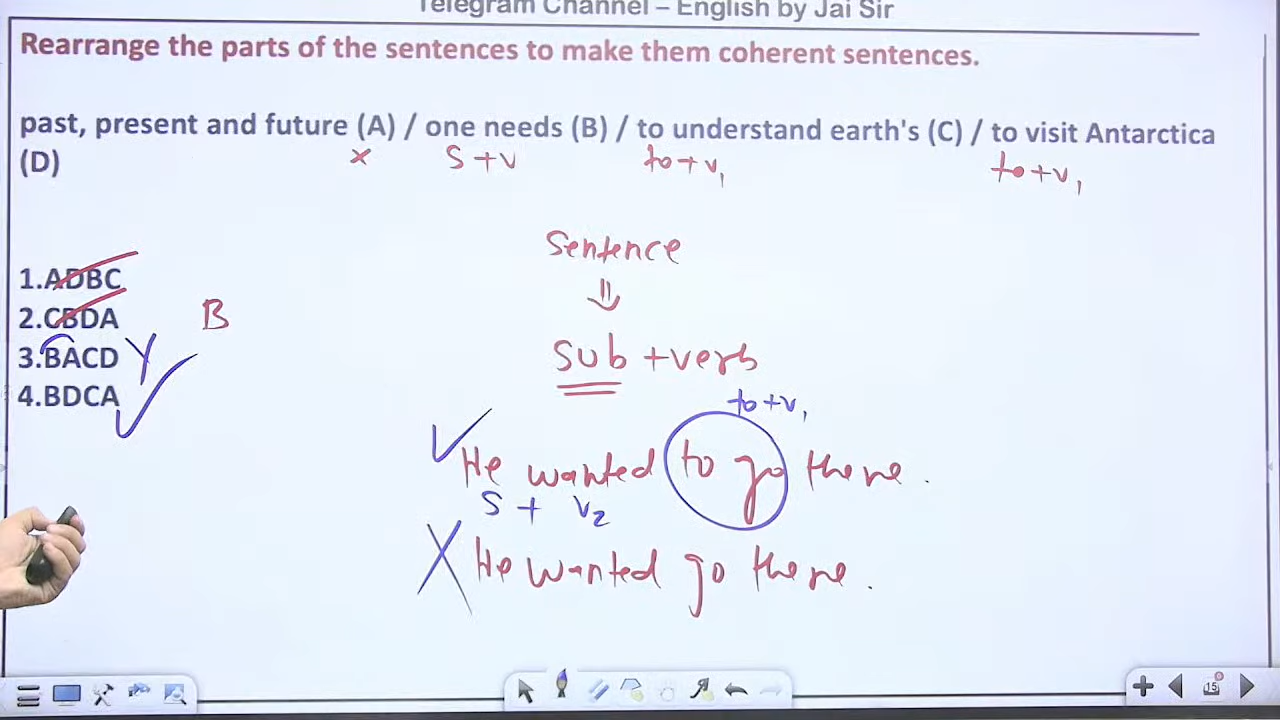 Telegram Channel – English by Jai Sir
Rearrange the parts of the sentences to make them coherent sentences.
past, present and future (A) / one needs (B) / to understand earth's (C) / to visit Antarctica
(D)
x S+V to+V1 to+V1
Sentence
⇓
Sub +verb
1.ADBC
2.CBDA
3.BACD
4.BDCA
B
to+V1
He wanted to go there.
S + V2
He wanted go there.
15